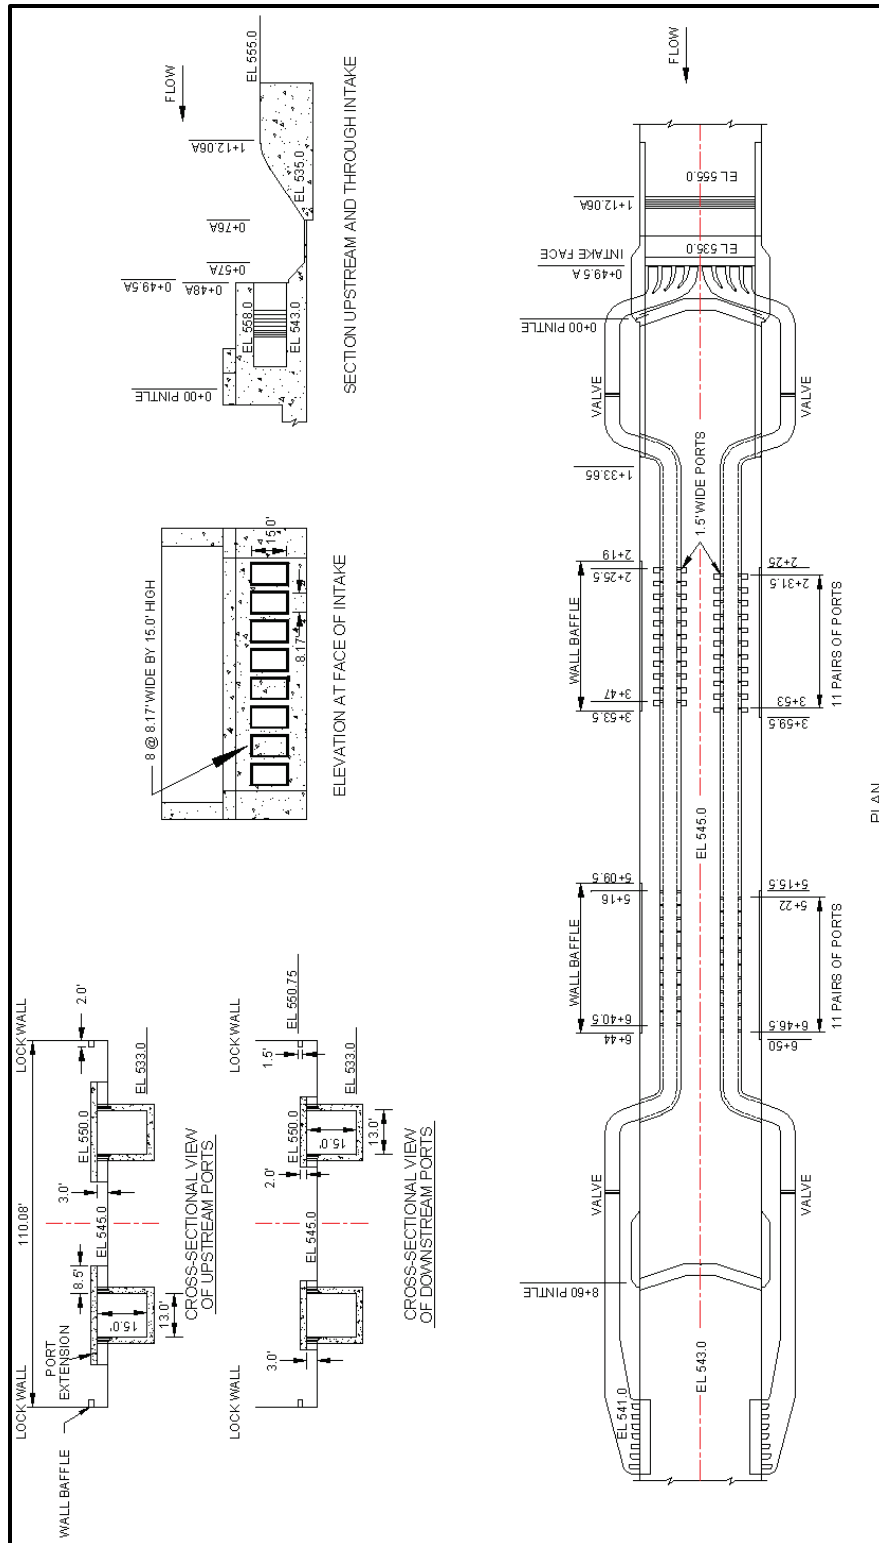 FLOW
EL 555.0
1+12.06A
EL 535.0
0+76A
0+57A
0+49.5A
0+48A
EL 558.0
EL 543.0
0+00 PINTLE
SECTION UPSTREAM AND THROUGH INTAKE
8 @ 8.17' WIDE BY 15.0' HIGH
15.0'
8.17'
ELEVATION AT FACE OF INTAKE
LOCK WALL
LOCK WALL
110.08'
2.0'
WALL BAFFLE
PORT
EXTENSION
8.5'
3.0'
EL 545.0
EL 550.0
EL 533.0
15.0'
13.0'
CROSS-SECTIONAL VIEW
OF UPSTREAM PORTS
LOCK WALL
LOCK WALL
EL 550.75
1.5'
3.0'
EL 545.0
2.0'
EL 550.0
EL 533.0
15.0'
13.0'
CROSS-SECTIONAL VIEW
OF DOWNSTREAM PORTS
FLOW
EL 555.0
1+12.06A
EL 535.0
INTAKE FACE
0+49.5 A
0+00 PINTLE
VALVE
VALVE
1+33.65
1.5' WIDE PORTS
2+19
2+25.5
WALL BAFFLE
3+47
3+53.5
2+25
2+31.5
11 PAIRS OF PORTS
3+53
3+59.5
EL 545.0
5+09.5
5+16
WALL BAFFLE
6+40.5
6+44
5+15.5
5+22
11 PAIRS OF PORTS
6+46.5
6+50
VALVE
VALVE
8+60 PINTLE
EL 543.0
EL 541.0
PLAN